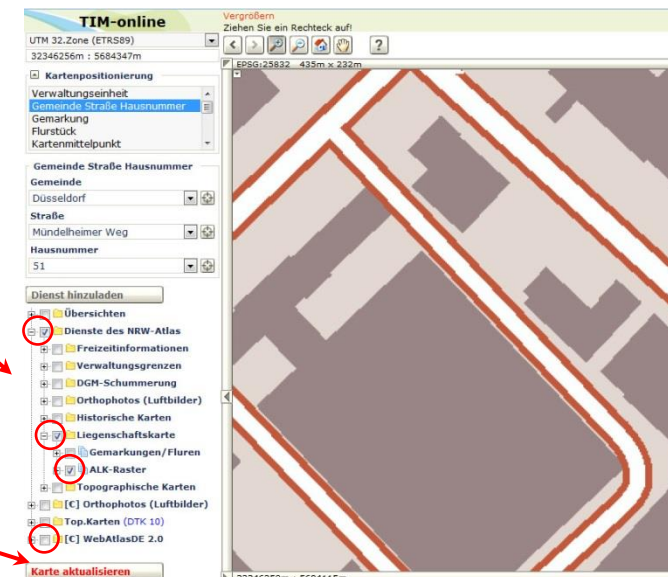 TIM-online
UTM 32.Zone (ETRS89)
32346256m : 5684347m
Kartenpositionierung
Verwaltungseinheit
Gemeinde Straße Hausnummer
Gemarkung
Flurstück
Kartenmittelpunkt
Gemeinde Straße Hausnummer
Gemeinde
Düsseldorf
Straße
Mündelheimer Weg
Hausnummer
51
Dienst hinzuladen
Übersichten
Dienste des NRW-Atlas
Freizeitinformationen
Verwaltungsgrenzen
DGM-Schummerung
Orthophotos (Luftbilder)
Historische Karten
Liegenschaftskarte
Gemarkungen/Fluren
ALK-Raster
Topographische Karten
[€] Orthophotos (Luftbilder)
Top.Karten (DTK 10)
[€] WebAtlasDE 2.0
Karte aktualisieren
Vergrößern
Ziehen Sie ein Rechteck auf!
?
EPSG:25832 435m x 232m